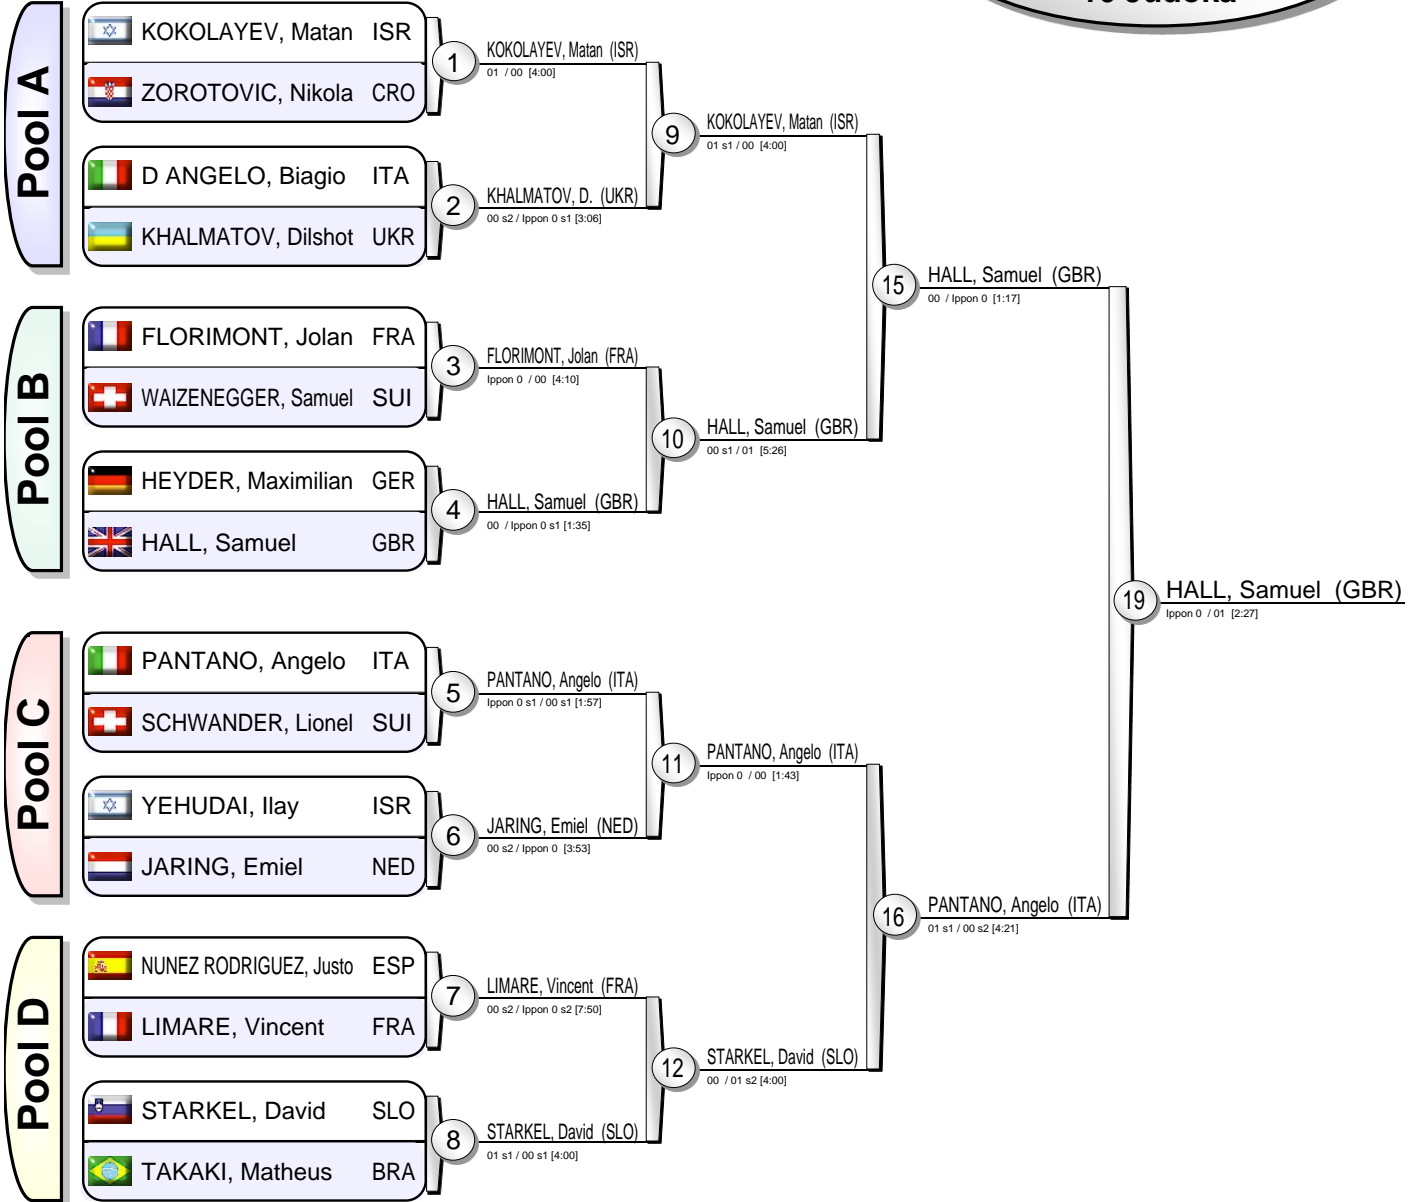 16 Judoka
Pool A
KOKOLAYEV, Matan ISR
ZOROTOVIC, Nikola CRO
D ANGELO, Biagio ITA
KHALMATOV, Dilshot UKR
1
KOKOLAYEV, Matan (ISR)
01 / 00 [4:00]
2
KHALMATOV, D. (UKR)
00 s2 / Ippon 0 s1 [3:06]
9
KOKOLAYEV, Matan (ISR)
01 s1 / 00 [4:00]
Pool B
FLORIMONT, Jolan FRA
WAIZENEGGER, Samuel SUI
HEYDER, Maximilian GER
HALL, Samuel GBR
3
FLORIMONT, Jolan (FRA)
Ippon 0 / 00 [4:10]
4
HALL, Samuel (GBR)
00 / Ippon 0 s1 [1:35]
10
HALL, Samuel (GBR)
00 s1 / 01 [5:26]
15
HALL, Samuel (GBR)
00 / Ippon 0 [1:17]
Pool C
PANTANO, Angelo ITA
SCHWANDER, Lionel SUI
YEHUDAI, Ilay ISR
JARING, Emiel NED
5
PANTANO, Angelo (ITA)
Ippon 0 s1 / 00 s1 [1:57]
6
JARING, Emiel (NED)
00 s2 / Ippon 0 [3:53]
11
PANTANO, Angelo (ITA)
Ippon 0 / 00 [1:43]
Pool D
NUNEZ RODRIGUEZ, Justo ESP
LIMARE, Vincent FRA
STARKEL, David SLO
TAKAKI, Matheus BRA
7
LIMARE, Vincent (FRA)
00 s2 / Ippon 0 s2 [7:50]
8
STARKEL, David (SLO)
01 s1 / 00 s1 [4:00]
12
STARKEL, David (SLO)
00 / 01 s2 [4:00]
16
PANTANO, Angelo (ITA)
01 s1 / 00 s2 [4:21]
19
HALL, Samuel (GBR)
Ippon 0 / 01 [2:27]